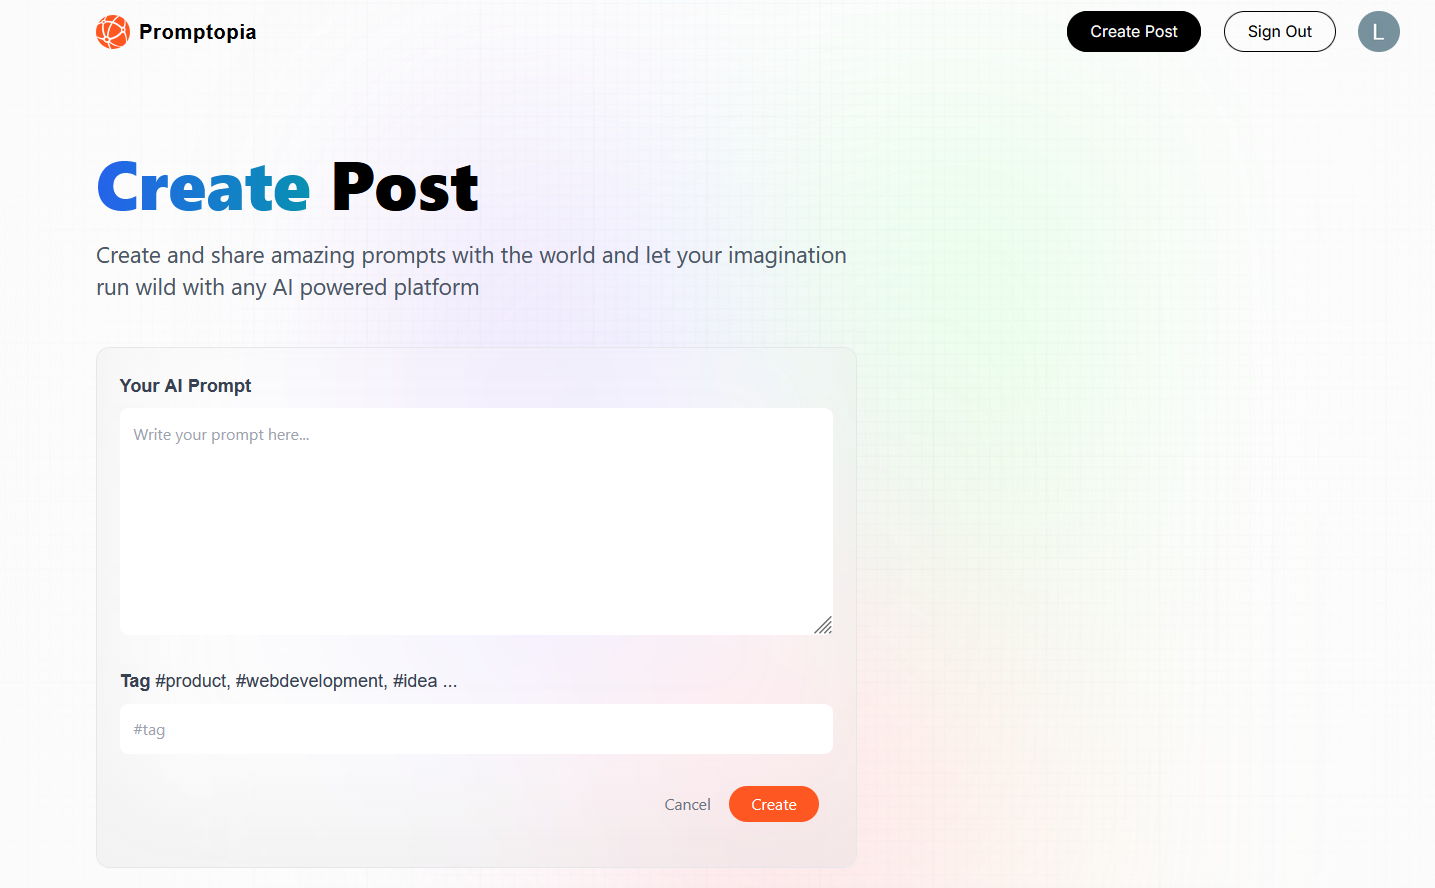 Promptopia
Create Post
Sign Out
L
Create Post
Create and share amazing prompts with the world and let your imagination
run wild with any AI powered platform
Your AI Prompt
Write your prompt here...
Tag #product, #webdevelopment, #idea ...
#tag
Cancel
Create